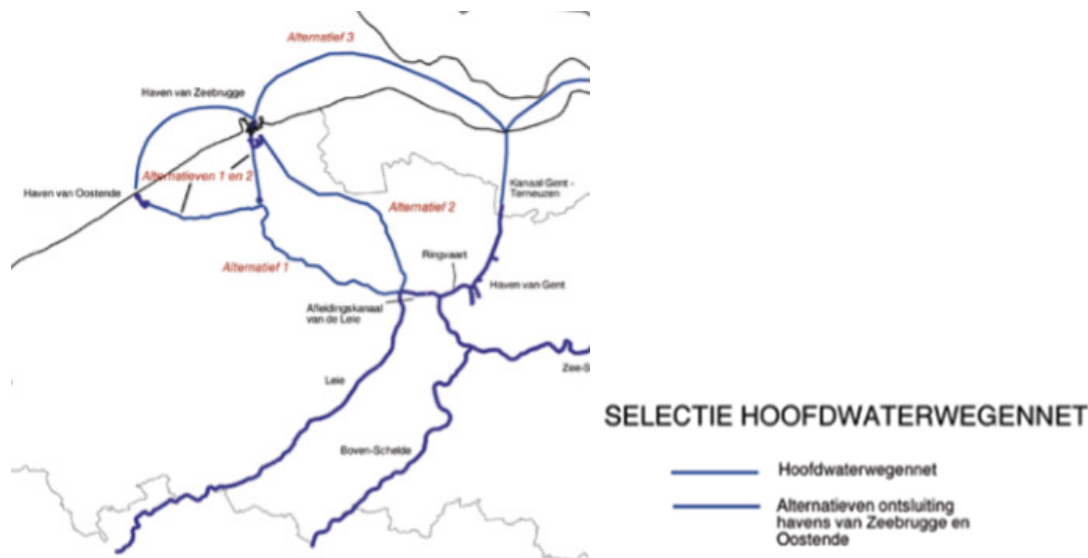 Alternatief 3
Haven van Zeebrugge
Alternatieven 1 en 2
Haven van Oostende
Kanaal Gent -
Terneuzen
Alternatief 2
Ringvaart
Alternatief 1
Haven van Gent
Afleidingskanaal
van de Leie
Zee-S
Leie
Boven-Schelde
SELECTIE HOOFDWATERWEGENNET
Hoofdwaterwegennet
Alternatieven ontsluiting
havens van Zeebrugge en
Oostende